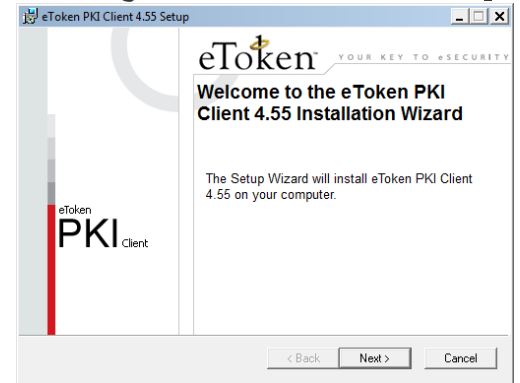 eToken PKI Client 4.55 Setup
eToken™ YOUR KEY TO eSECURITY
Welcome to the eToken PKI
Client 4.55 Installation Wizard
The Setup Wizard will install eToken PKI Client
4.55 on your computer.
eToken
PKI Client
< Back Next > Cancel